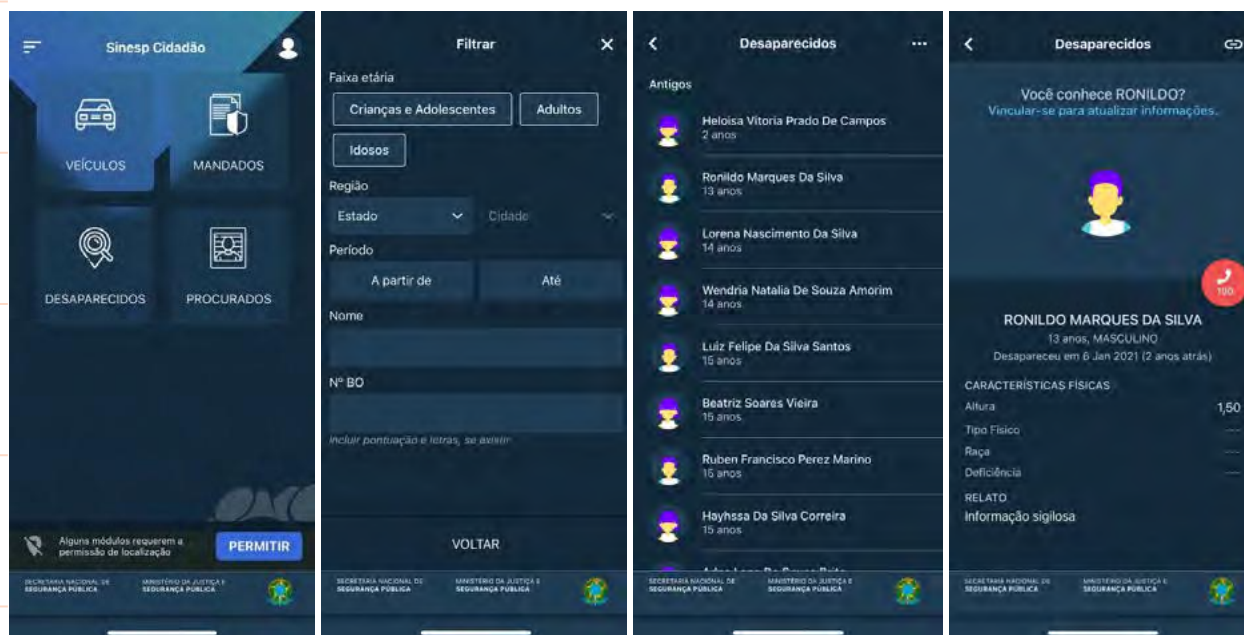 Sinesp Cidadão
VEÍCULOS
MANDADOS
DESAPARECIDOS
PROCURADOS
Alguns módulos requerem a
permissão de localização
PERMITIR
SECRETARIA NACIONAL DE
SEGURANÇA PÚBLICA
MINISTÉRIO DA JUSTIÇA E
SEGURANÇA PÚBLICA
Filtrar
Faixa etária
Crianças e Adolescentes
Adultos
Idosos
Região
Estado
Cidade
Período
A partir de
Até
Nome
Nº BO
Incluir pontuação e letras, se existir
VOLTAR
SECRETARIA NACIONAL DE
SEGURANÇA PÚBLICA
MINISTÉRIO DA JUSTIÇA E
SEGURANÇA PÚBLICA
Desaparecidos
Antigos
Heloisa Vitoria Prado De Campos
2 anos
Ronildo Marques Da Silva
13 anos
Lorena Nascimento Da Silva
14 anos
Wendria Natalia De Souza Amorim
14 anos
Luiz Felipe Da Silva Santos
15 anos
Beatriz Soares Vieira
15 anos
Ruben Francisco Perez Marino
15 anos
Hayhssa Da Silva Correira
15 anos
SECRETARIA NACIONAL DE
SEGURANÇA PÚBLICA
MINISTÉRIO DA JUSTIÇA E
SEGURANÇA PÚBLICA
Desaparecidos
Você conhece RONILDO?
Vincular-se para atualizar informações.
190
RONILDO MARQUES DA SILVA
13 anos, MASCULINO
Desapareceu em 6 Jan 2021 (2 anos atrás)
CARACTERÍSTICAS FÍSICAS
Altura 1,50
Tipo Físico ---
Raça ---
Deficiência ---
RELATO
Informação sigilosa
SECRETARIA NACIONAL DE
SEGURANÇA PÚBLICA
MINISTÉRIO DA JUSTIÇA E
SEGURANÇA PÚBLICA